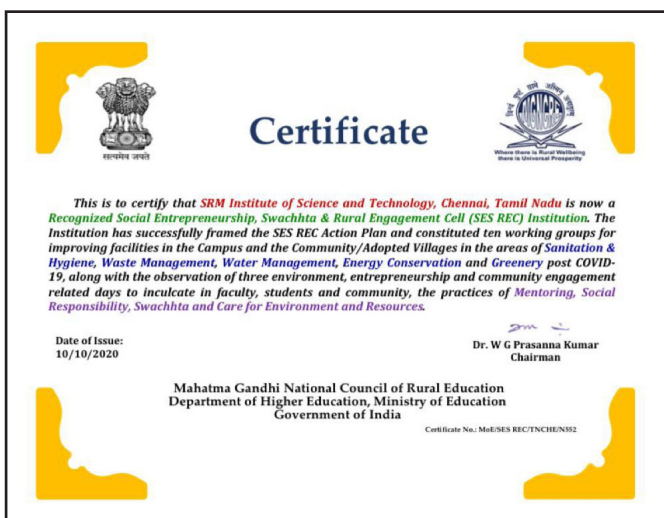 Certificate
सत्यमेव जयते
MGNCRE
Where there is Rural Wellbeing
there is Universal Prosperity
This is to certify that SRM Institute of Science and Technology, Chennai, Tamil Nadu is now a
Recognized Social Entrepreneurship, Swachhta & Rural Engagement Cell (SES REC) Institution. The
Institution has successfully framed the SES REC Action Plan and constituted ten working groups for
improving facilities in the Campus and the Community/Adopted Villages in the areas of Sanitation &
Hygiene, Waste Management, Water Management, Energy Conservation and Greenery post COVID-
19, along with the observation of three environment, entrepreneurship and community engagement
related days to inculcate in faculty, students and community, the practices of Mentoring, Social
Responsibility, Swachhta and Care for Environment and Resources.
Date of Issue:
10/10/2020
Dr. W G Prasanna Kumar
Chairman
Mahatma Gandhi National Council of Rural Education
Department of Higher Education, Ministry of Education
Government of India
Certificate No.: MoE/SES REC/TNCHE/N552